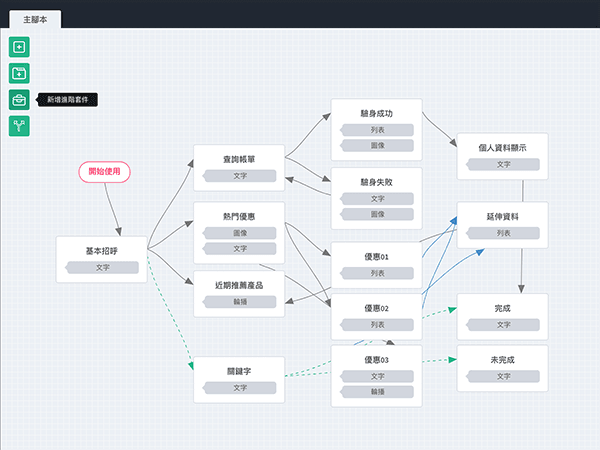 主腳本
新增進階套件
開始使用
基本招呼
文字
查詢帳單
文字
熱門優惠
圖像
文字
近期推薦產品
輪播
關鍵字
文字
驗身成功
列表
圖像
驗身失敗
文字
圖像
優惠01
列表
優惠02
列表
優惠03
文字
輪播
個人資料顯示
文字
延伸資料
列表
完成
文字
未完成
文字